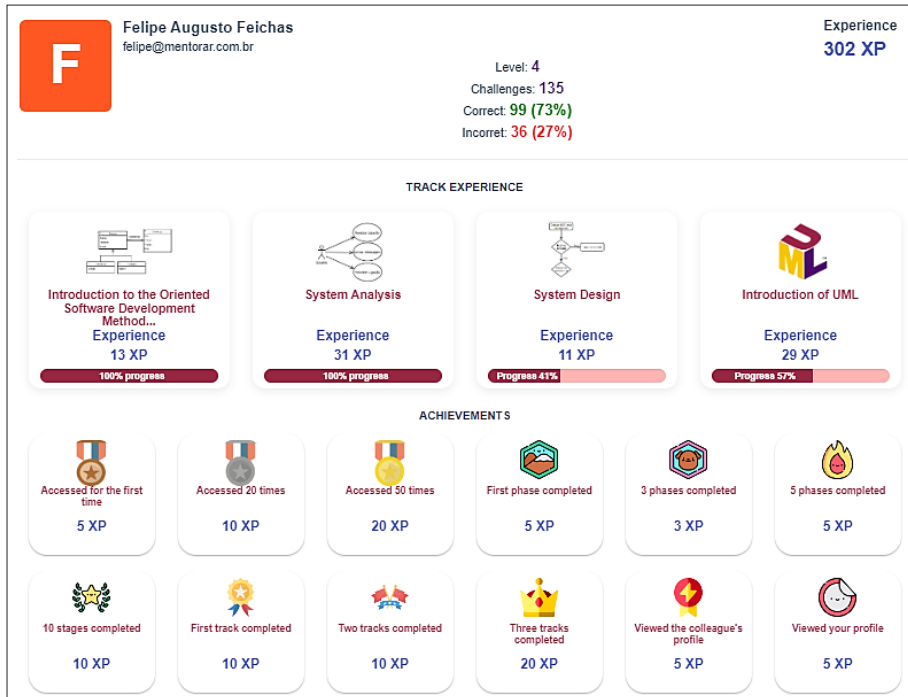 F
Felipe Augusto Feichas
felipe@mentorar.com.br
Experience
302 XP
Level: 4
Challenges: 135
Correct: 99 (73%)
Incorret: 36 (27%)
TRACK EXPERIENCE
Introduction to the Oriented
Software Development
Method...
Experience
13 XP
100% progress
System Analysis
Experience
31 XP
100% progress
System Design
Experience
11 XP
Progress 41%
UML
Introduction of UML
Experience
29 XP
Progress 57%
ACHIEVEMENTS
Accessed for the first
time
5 XP
Accessed 20 times
10 XP
Accessed 50 times
20 XP
First phase completed
5 XP
3 phases completed
3 XP
5 phases completed
5 XP
10 stages completed
10 XP
First track completed
10 XP
Two tracks completed
10 XP
Three tracks
completed
20 XP
Viewed the colleague's
profile
5 XP
Viewed your profile
5 XP